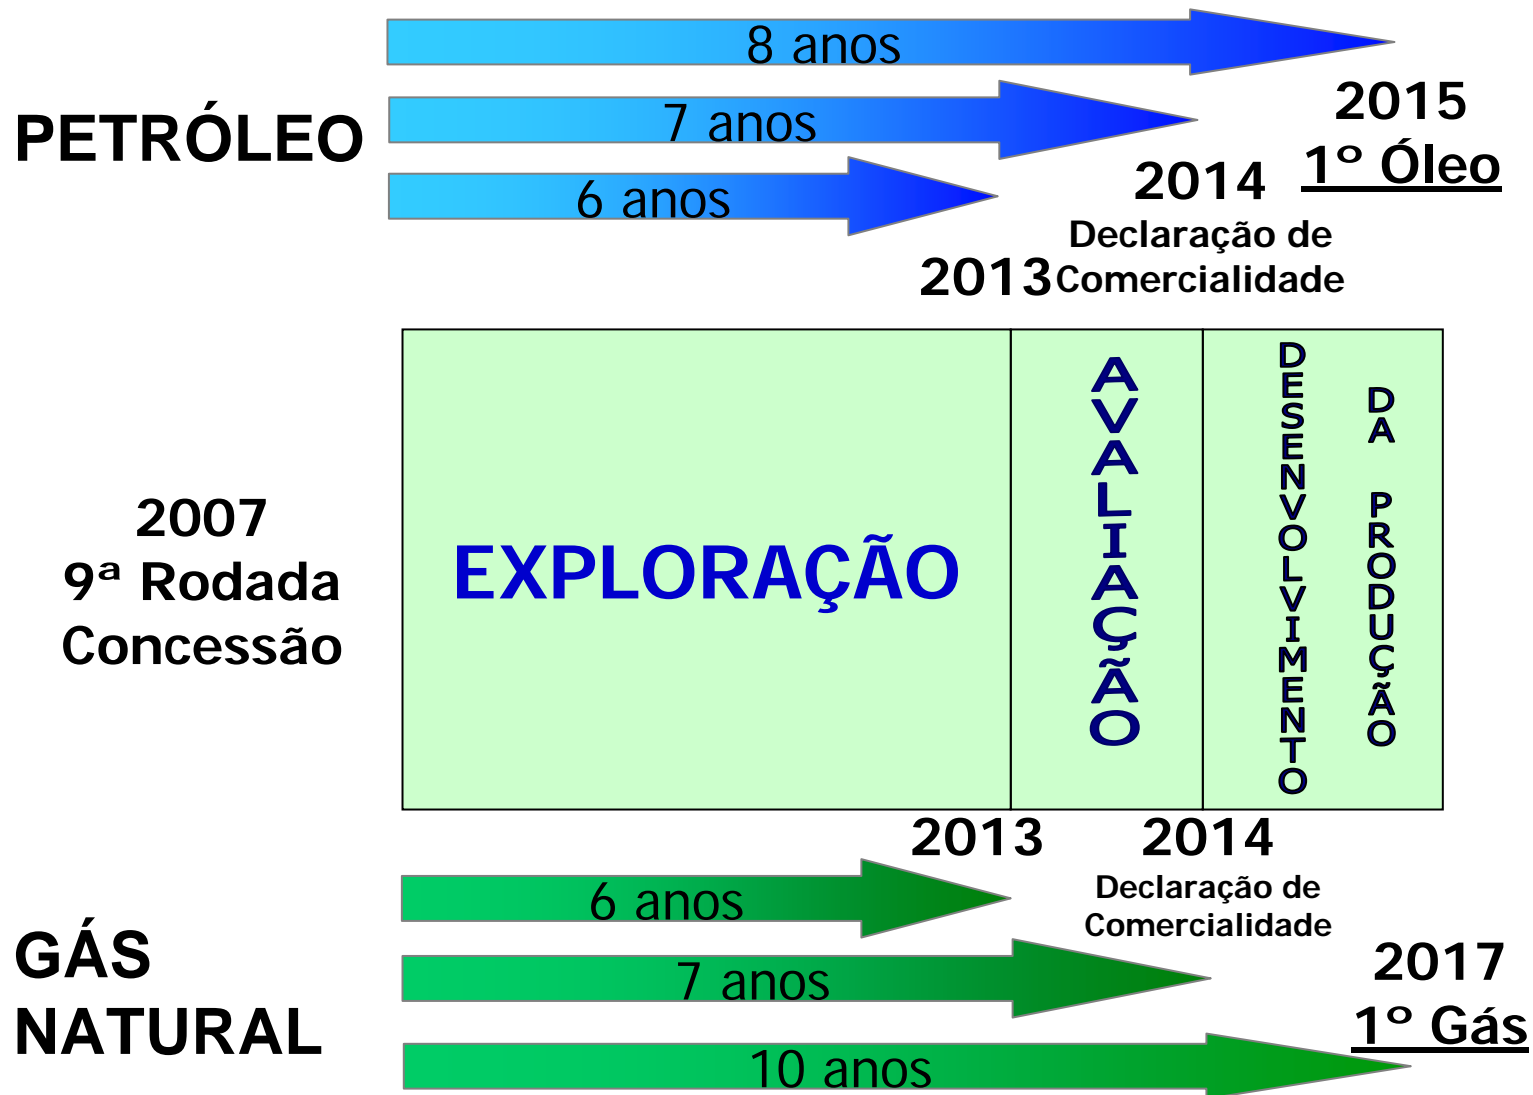 8 anos
7 anos
6 anos
PETRÓLEO
2015
1º Óleo
2014
Declaração de
Comercialidade
2013
2007
9ª Rodada
Concessão
EXPLORAÇÃO
AVALIAÇÃO
DESENVOLVIMENTO
DA PRODUÇÃO
2013
2014
Declaração de
Comercialidade
6 anos
7 anos
10 anos
GÁS
NATURAL
2017
1º Gás